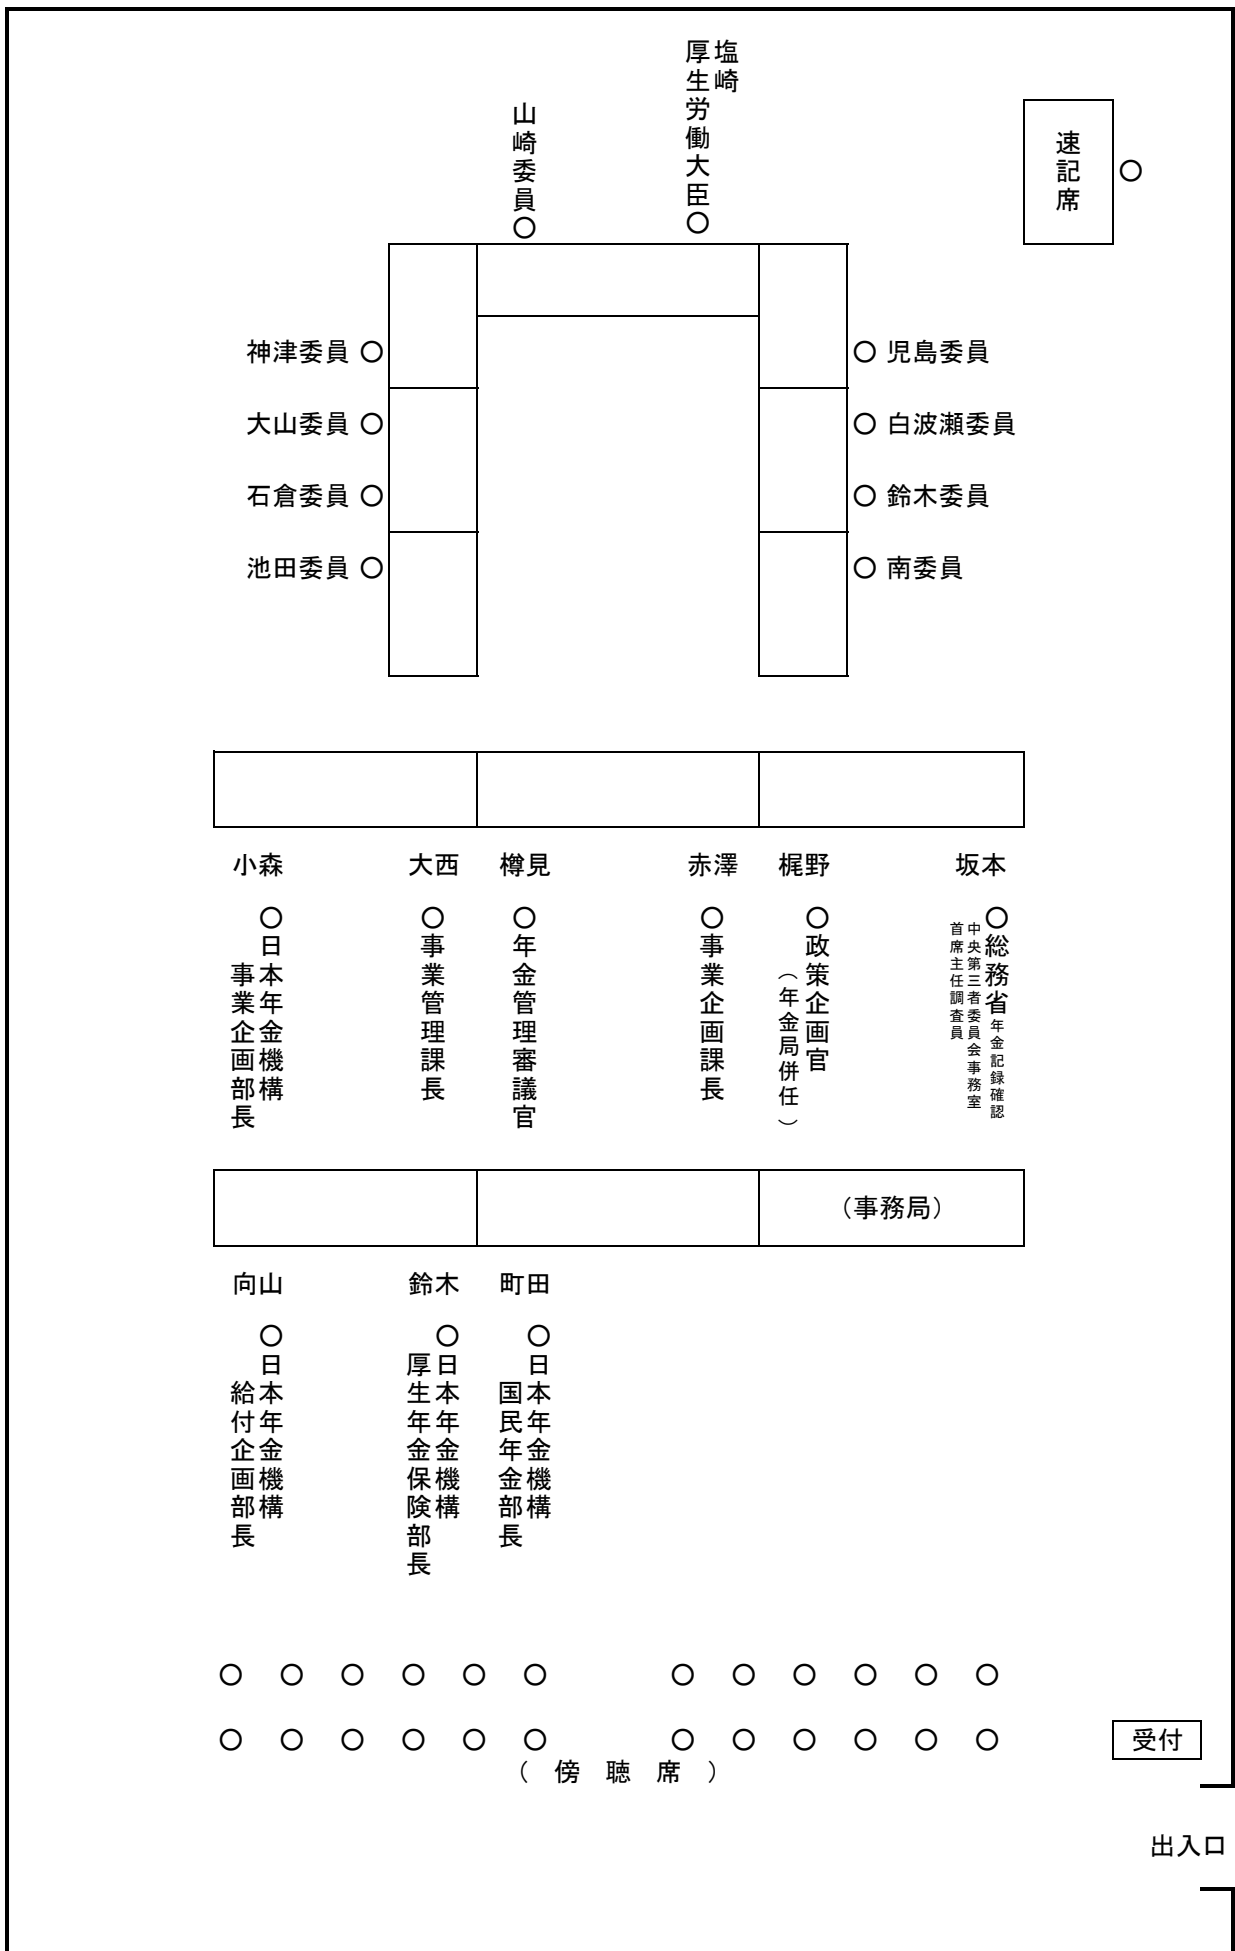 塩崎
厚生労働大臣○
山崎委員○
速記席
○
神津委員 ○
○ 児島委員
大山委員 ○
○ 白波瀬委員
石倉委員 ○
○ 鈴木委員
池田委員 ○
○ 南委員
小森
○日本年金機構
事業企画部長
大西
○事業管理課長
樽見
○年金管理審議官
赤澤
○事業企画課長
梶野
○政策企画官
（年金局併任）
坂本
○総務省年金記録確認
中央第三者委員会事務室
首席主任調査員
（事務局）
向山
○日本年金機構
給付企画部長
鈴木
○日本年金機構
厚生年金保険部長
町田
○日本年金機構
国民年金部長
○ ○ ○ ○ ○ ○ ○ ○ ○ ○ ○ ○
○ ○ ○ ○ ○ ○ ○ ○ ○ ○ ○ ○
（ 傍 聴 席 ）
受付
出入口